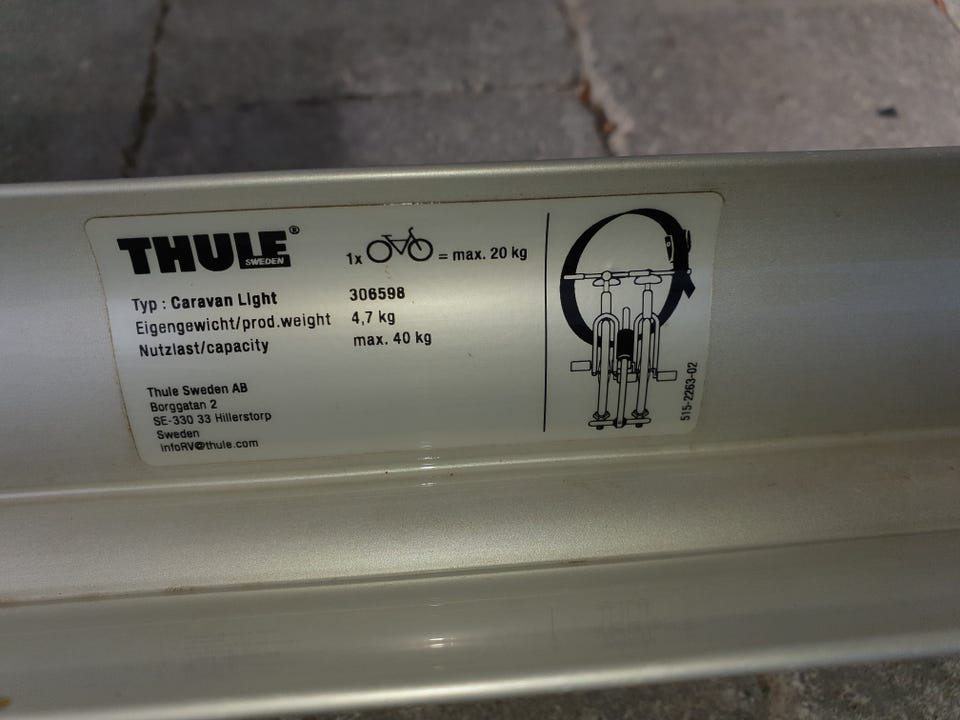 THULE®
SWEDEN
1x = max. 20 kg
Typ : Caravan Light 306598
Eigengewicht/prod.weight 4,7 kg
Nutzlast/capacity max. 40 kg
Thule Sweden AB
Borggatan 2
SE-330 33 Hillerstorp
Sweden
infoRV@thule.com
515-2263-02